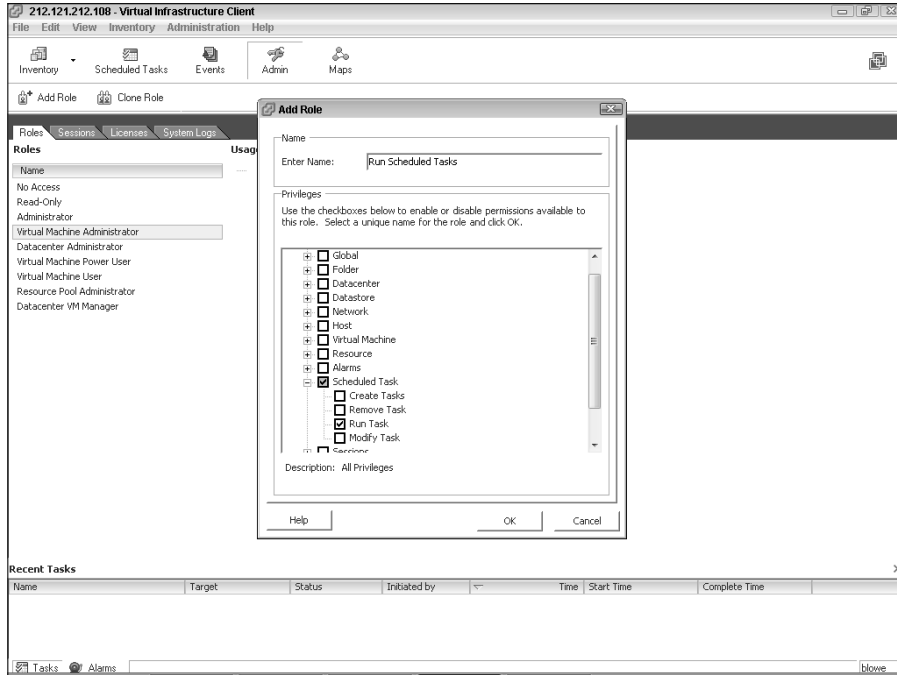 212.121.212.108 - Virtual Infrastructure Client
File Edit View Inventory Administration Help
Inventory Scheduled Tasks Events Admin Maps
Add Role Clone Role
Roles Sessions Licenses System Logs
Roles
Name
No Access
Read-Only
Administrator
Virtual Machine Administrator
Datacenter Administrator
Virtual Machine Power User
Virtual Machine User
Resource Pool Administrator
Datacenter VM Manager
Usag
Add Role
Name
Enter Name: Run Scheduled Tasks
Privileges
Use the checkboxes below to enable or disable permissions available to
this role. Select a unique name for the role and click OK.
Global
Folder
Datacenter
Datastore
Network
Host
Virtual Machine
Resource
Alarms
Scheduled Task
Create Tasks
Remove Task
Run Task
Modify Task
Sessions
Description: All Privileges
Help OK Cancel
Recent Tasks
Name Target Status Initiated by Time Start Time Complete Time
Tasks Alarms blowe